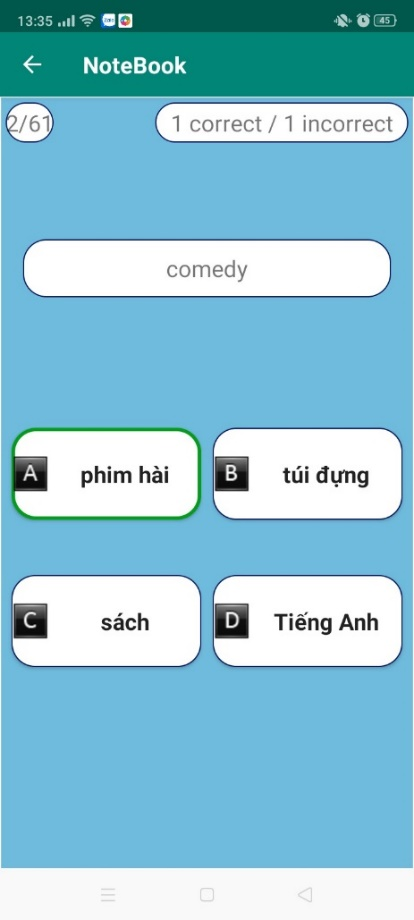 13:35 45
NoteBook
2/61 1 correct / 1 incorrect
comedy
A phim hài B túi đựng
C sách D Tiếng Anh